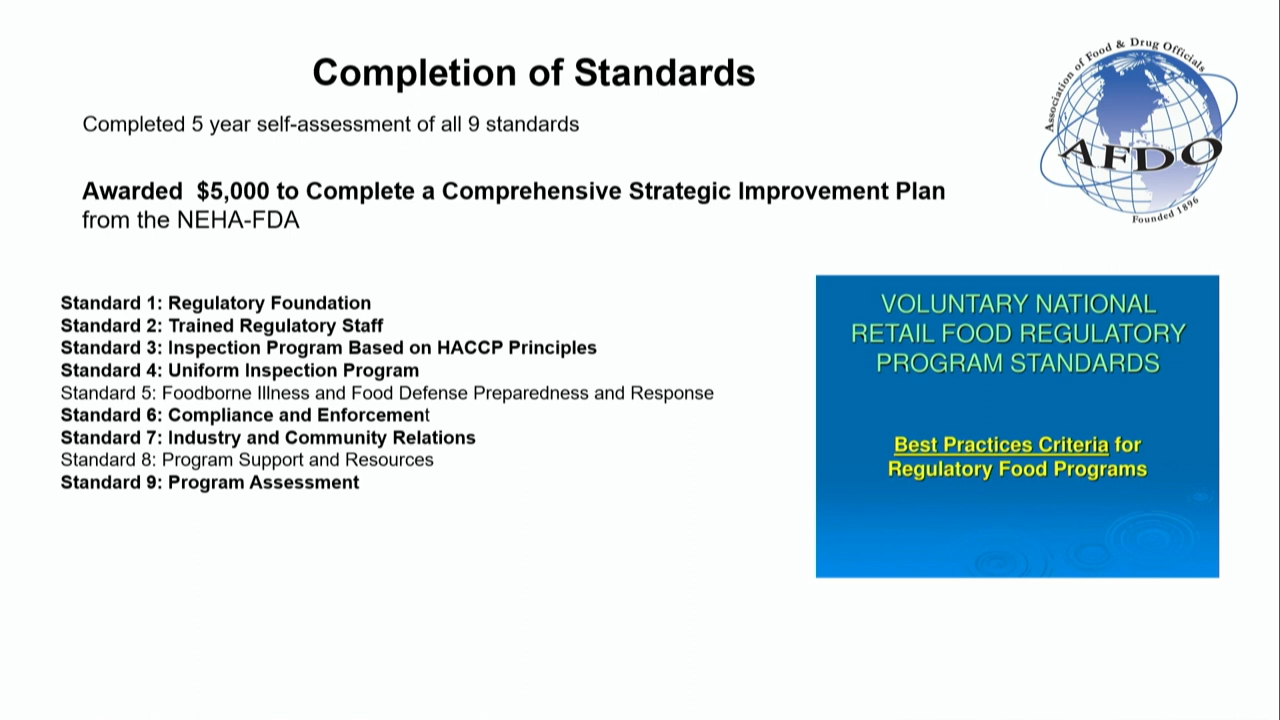 Completion of Standards
Completed 5 year self-assessment of all 9 standards
Awarded  $5,000 to Complete a Comprehensive Strategic Improvement Plan
from the NEHA-FDA
Association of Food & Drug Officials
AFDO
Founded 1896
Standard 1: Regulatory Foundation
Standard 2: Trained Regulatory Staff
Standard 3: Inspection Program Based on HACCP Principles
Standard 4: Uniform Inspection Program
Standard 5: Foodborne Illness and Food Defense Preparedness and Response
Standard 6: Compliance and Enforcement
Standard 7: Industry and Community Relations
Standard 8: Program Support and Resources
Standard 9: Program Assessment
VOLUNTARY NATIONAL
RETAIL FOOD REGULATORY
PROGRAM STANDARDS
Best Practices Criteria for
Regulatory Food Programs